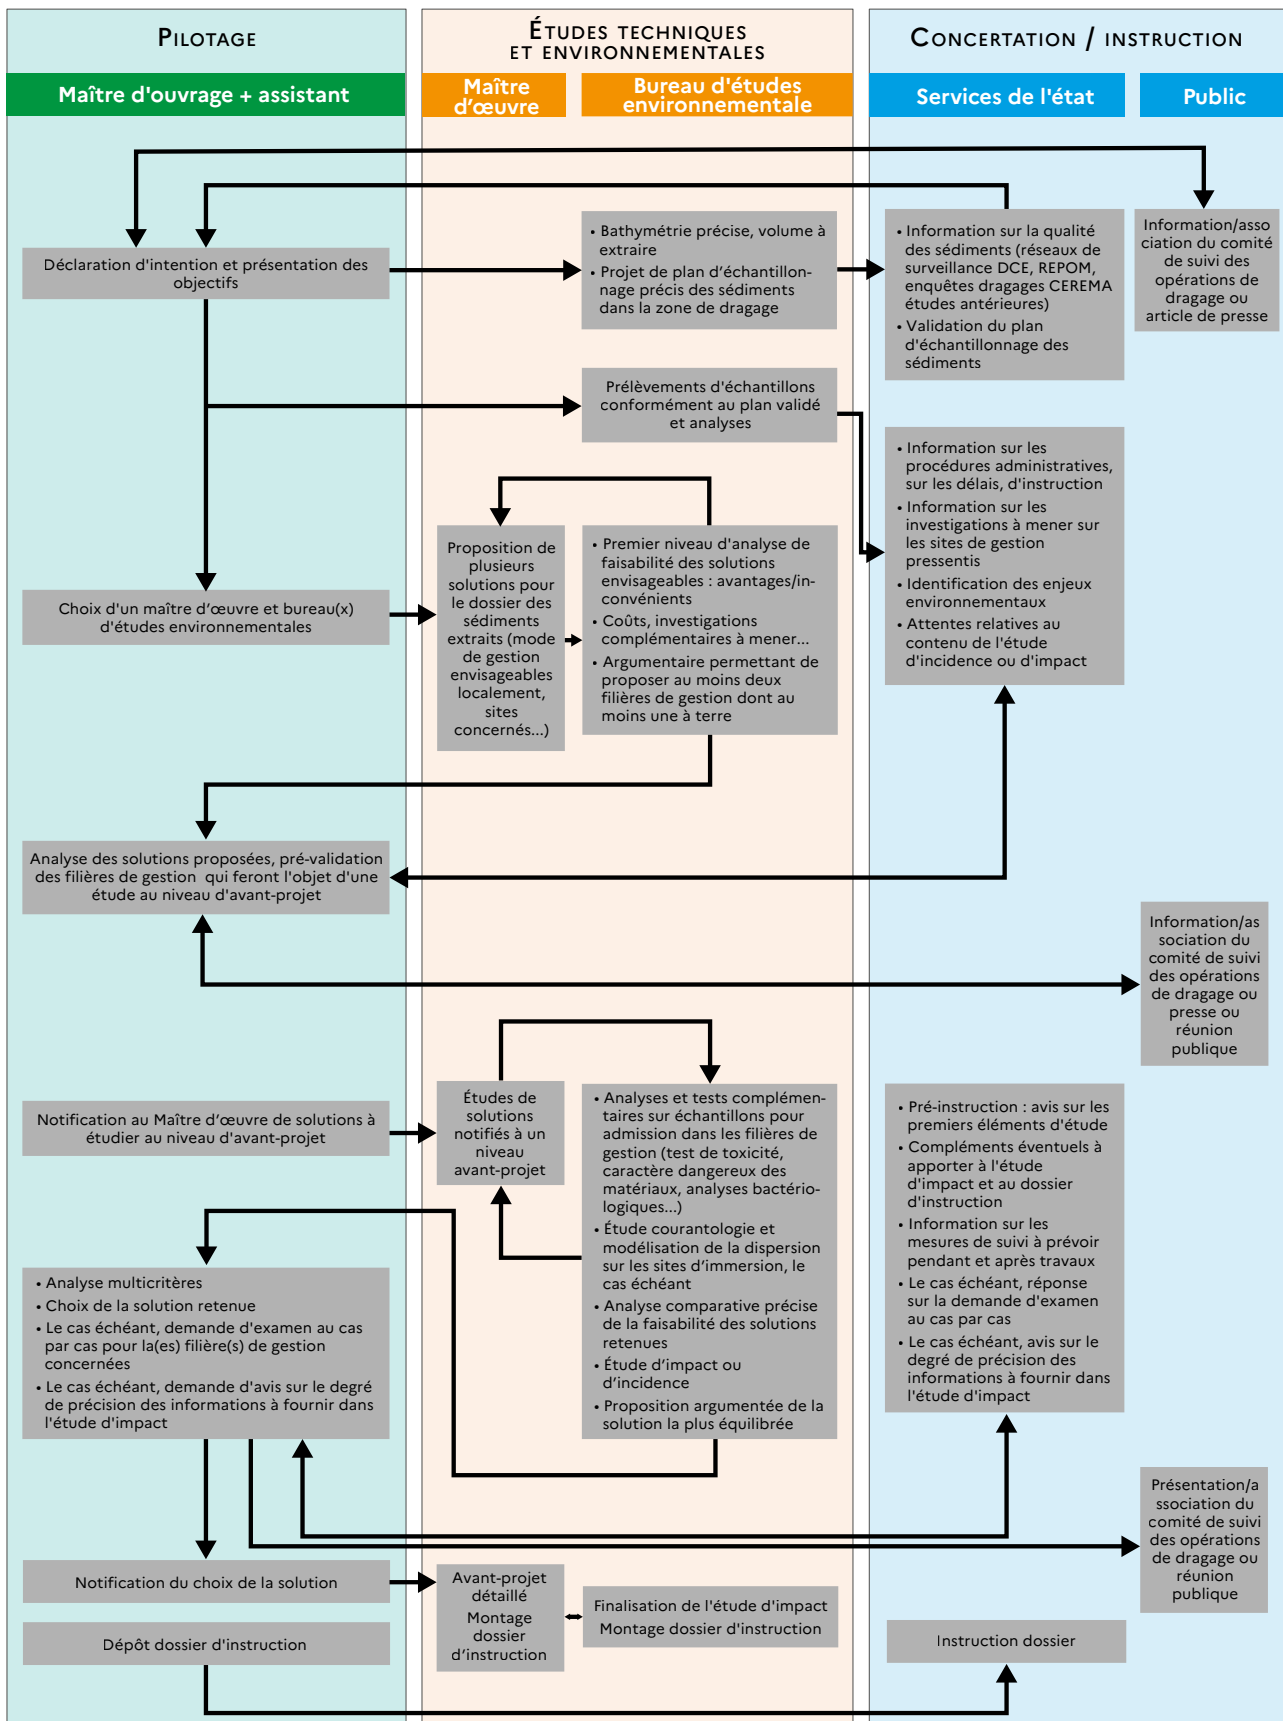 PILOTAGE
ÉTUDES TECHNIQUES
ET ENVIRONNEMENTALES
CONCERTATION / INSTRUCTION
Maître d'ouvrage + assistant
Maître
d’œuvre
Bureau d'études
environnementale
Services de l'état
Public
Déclaration d'intention et présentation des
objectifs
• Bathymétrie précise, volume à
extraire
• Projet de plan d’échantillon-
nage précis des sédiments
dans la zone de dragage
• Information sur la qualité
des sédiments (réseaux de
surveillance DCE, REPOM,
enquêtes dragages CEREMA
études antérieures)
• Validation du plan
d'échantillonnage des
sédiments
Information/asso
ciation du comité
de suivi des
opérations de
dragage ou
article de presse
Prélèvements d'échantillons
conformément au plan validé
et analyses
• Information sur les
procédures administratives,
sur les délais, d'instruction
• Information sur les
investigations à mener sur
les sites de gestion
pressentis
• Identification des enjeux
environnementaux
• Attentes relatives au
contenu de l'étude
d'incidence ou d'impact
Choix d'un maître d’œuvre et bureau(x)
d'études environnementales
Proposition de
plusieurs
solutions pour
le dossier des
sédiments
extraits (mode
de gestion
envisageables
localement,
sites
concernés...)
• Premier niveau d'analyse de
faisabilité des solutions
envisageables : avantages/in-
convénients
• Coûts, investigations
complémentaires à mener...
• Argumentaire permettant de
proposer au moins deux
filières de gestion dont au
moins une à terre
Analyse des solutions proposées, pré-validation
des filières de gestion qui feront l'objet d'une
étude au niveau d'avant-projet
Information/as
sociation du
comité de suivi
des opérations
de dragage ou
presse ou
réunion
publique
Notification au Maître d’œuvre de solutions à
étudier au niveau d'avant-projet
Études de
solutions
notifiés à un
niveau
avant-projet
• Analyses et tests complémen-
taires sur échantillons pour
admission dans les filières de
gestion (test de toxicité,
caractère dangereux des
matériaux, analyses bactério-
logiques...)
• Étude courantologie et
modélisation de la dispersion
sur les sites d’immersion, le
cas échéant
• Analyse comparative précise
de la faisabilité des solutions
retenues
• Étude d’impact ou
d’incidence
• Proposition argumentée de la
solution la plus équilibrée
• Pré-instruction : avis sur les
premiers éléments d'étude
• Compléments éventuels à
apporter à l'étude
d'impact et au dossier
d'instruction
• Information sur les
mesures de suivi à prévoir
pendant et après travaux
• Le cas échéant, réponse
sur la demande d'examen
au cas par cas
• Le cas échéant, avis sur le
degré de précision des
informations à fournir dans
l'étude d'impact
• Analyse multicritères
• Choix de la solution retenue
• Le cas échéant, demande d'examen au cas
par cas pour la(es) filière(s) de gestion
concernées
• Le cas échéant, demande d'avis sur le degré
de précision des informations à fournir dans
l'étude d'impact
Présentation/a
ssociation du
comité de suivi
des opérations
de dragage ou
réunion
publique
Notification du choix de la solution
Avant-projet
détaillé
Montage
dossier
d’instruction
Finalisation de l'étude d'impact
Montage dossier d'instruction
Dépôt dossier d'instruction
Instruction dossier